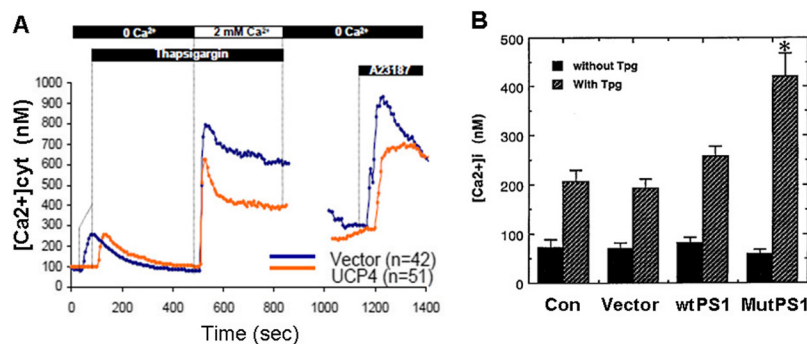 A
0 Ca²⁺ 2 mM Ca²⁺ 0 Ca²⁺
Thapsigargin
A23187
[Ca2+]cyt (nM)
1000
900
800
700
600
500
400
300
200
100
0
Vector (n=42)
UCP4 (n=51)
0 200 400 600 800 1000 1200 1400
Time (sec)
B
[Ca2+]i (nM)
500
400
300
200
100
0
without Tpg
With Tpg
*
Con Vector wtPS1 MutPS1